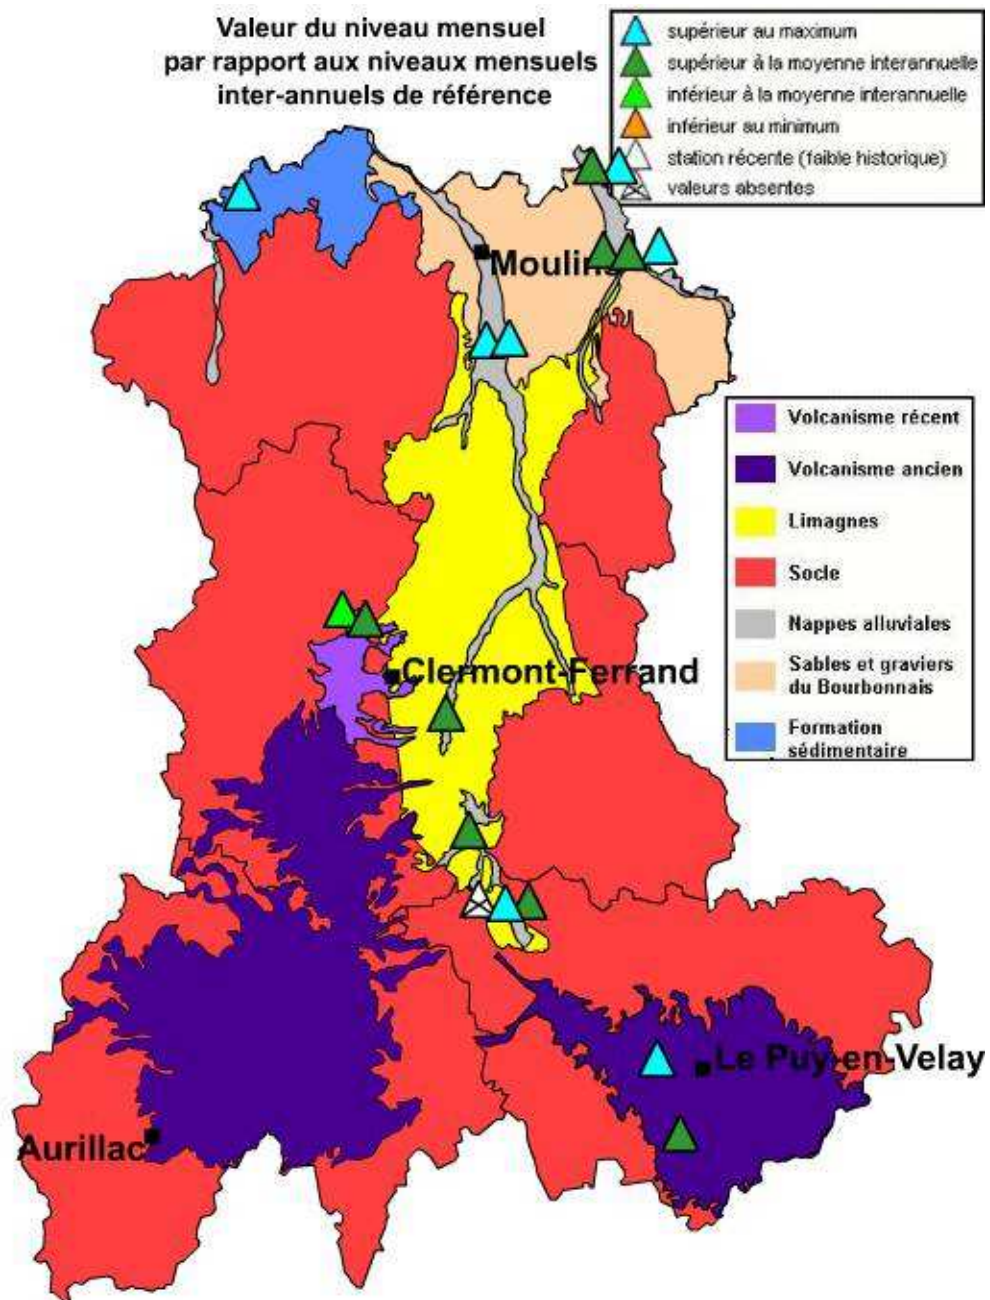 Valeur du niveau mensuel
par rapport aux niveaux mensuels
inter-annuels de référence
supérieur au maximum
supérieur à la moyenne interannuelle
inférieur à la moyenne interannuelle
inférieur au minimum
station récente (faible historique)
valeurs absentes
Moulins
Volcanisme récent
Volcanisme ancien
Limagnes
Socle
Nappes alluviales
Sables et graviers
du Bourbonnais
Formation
sédimentaire
Clermont-Ferrand
Le Puy-en-Velay
Aurillac